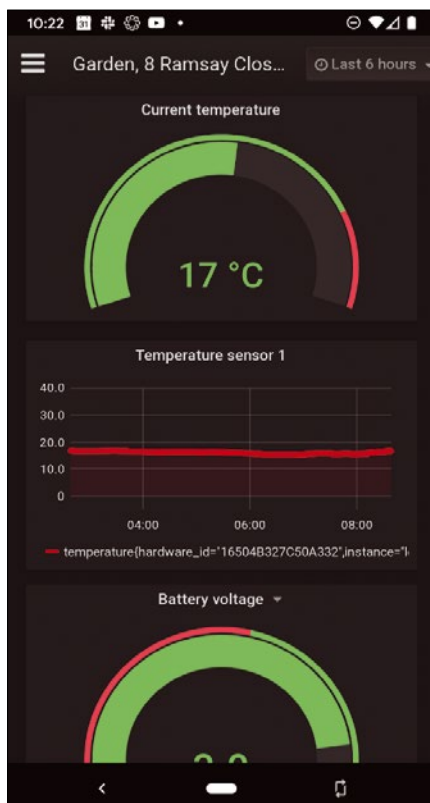 10:22 31
Garden, 8 Ramsay Clos...
Last 6 hours
Current temperature
17 °C
Temperature sensor 1
40.0
30.0
20.0
10.0
0
04:00 06:00 08:00
temperature{hardware_id="16504B327C50A332",instance="l
Battery voltage